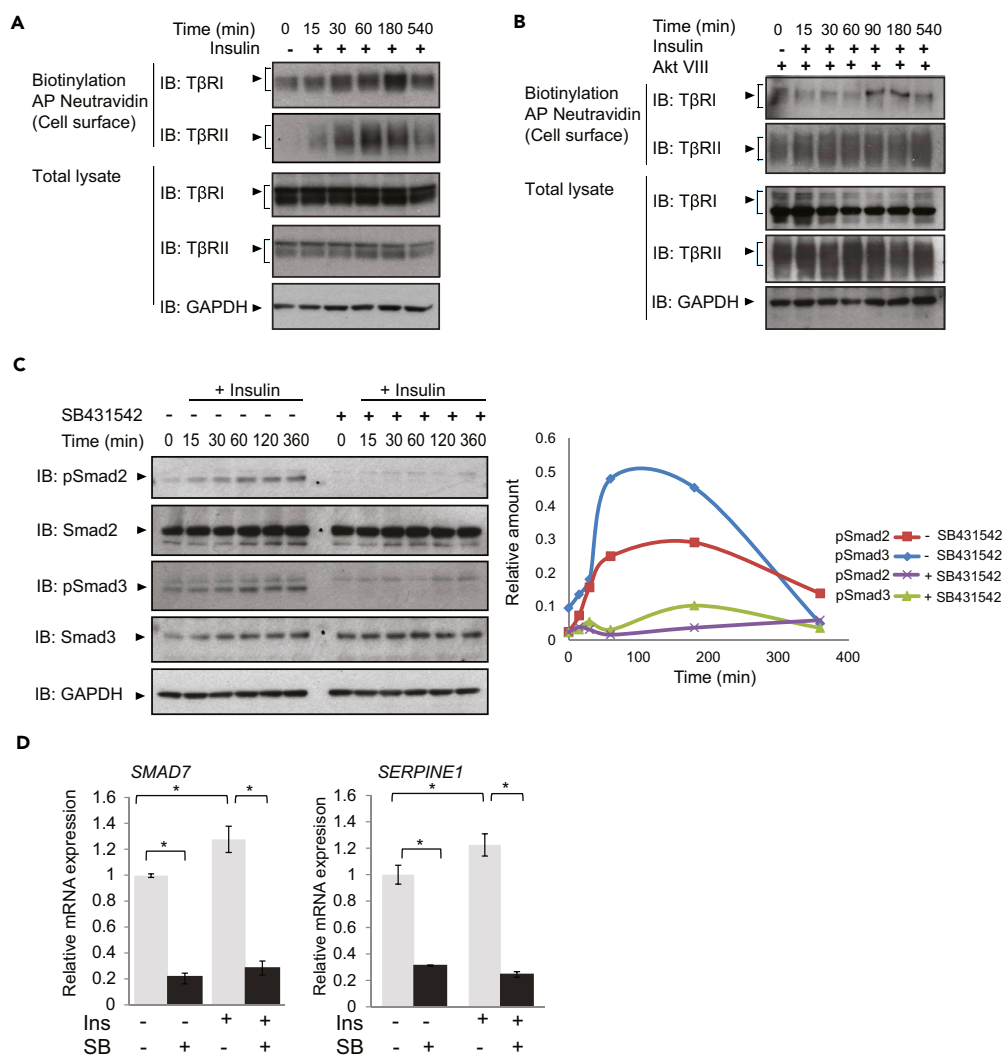 A
Time (min) 0 15 30 60 180 540
Insulin - + + + + +
Biotinylation
AP Neutravidin
(Cell surface)
IB: TβRI
IB: TβRII
Total lysate
IB: TβRI
IB: TβRII
IB: GAPDH
B
Time (min) 0 15 30 60 90 180 540
Insulin - + + + + + +
Akt VIII + + + + + + +
Biotinylation
AP Neutravidin
(Cell surface)
IB: TβRI
IB: TβRII
Total lysate
IB: TβRI
IB: TβRII
IB: GAPDH
C
+ Insulin + Insulin
SB431542 - - - - - - + + + + + +
Time (min) 0 15 30 60 120 360 0 15 30 60 120 360
IB: pSmad2
IB: Smad2
IB: pSmad3
IB: Smad3
IB: GAPDH
Relative amount
0.6
0.5
0.4
0.3
0.2
0.1
0
0 100 200 300 400
Time (min)
pSmad2 - SB431542
pSmad3 - SB431542
pSmad2 + SB431542
pSmad3 + SB431542
D
SMAD7
Relative mRNA expression
1.6
1.4
1.2
1
0.8
0.6
0.4
0.2
0
* * *
Ins - - + +
SB - + - +
SERPINE1
Relative mRNA expresison
1.6
1.4
1.2
1
0.8
0.6
0.4
0.2
0
* * *
- - + +
- + - +